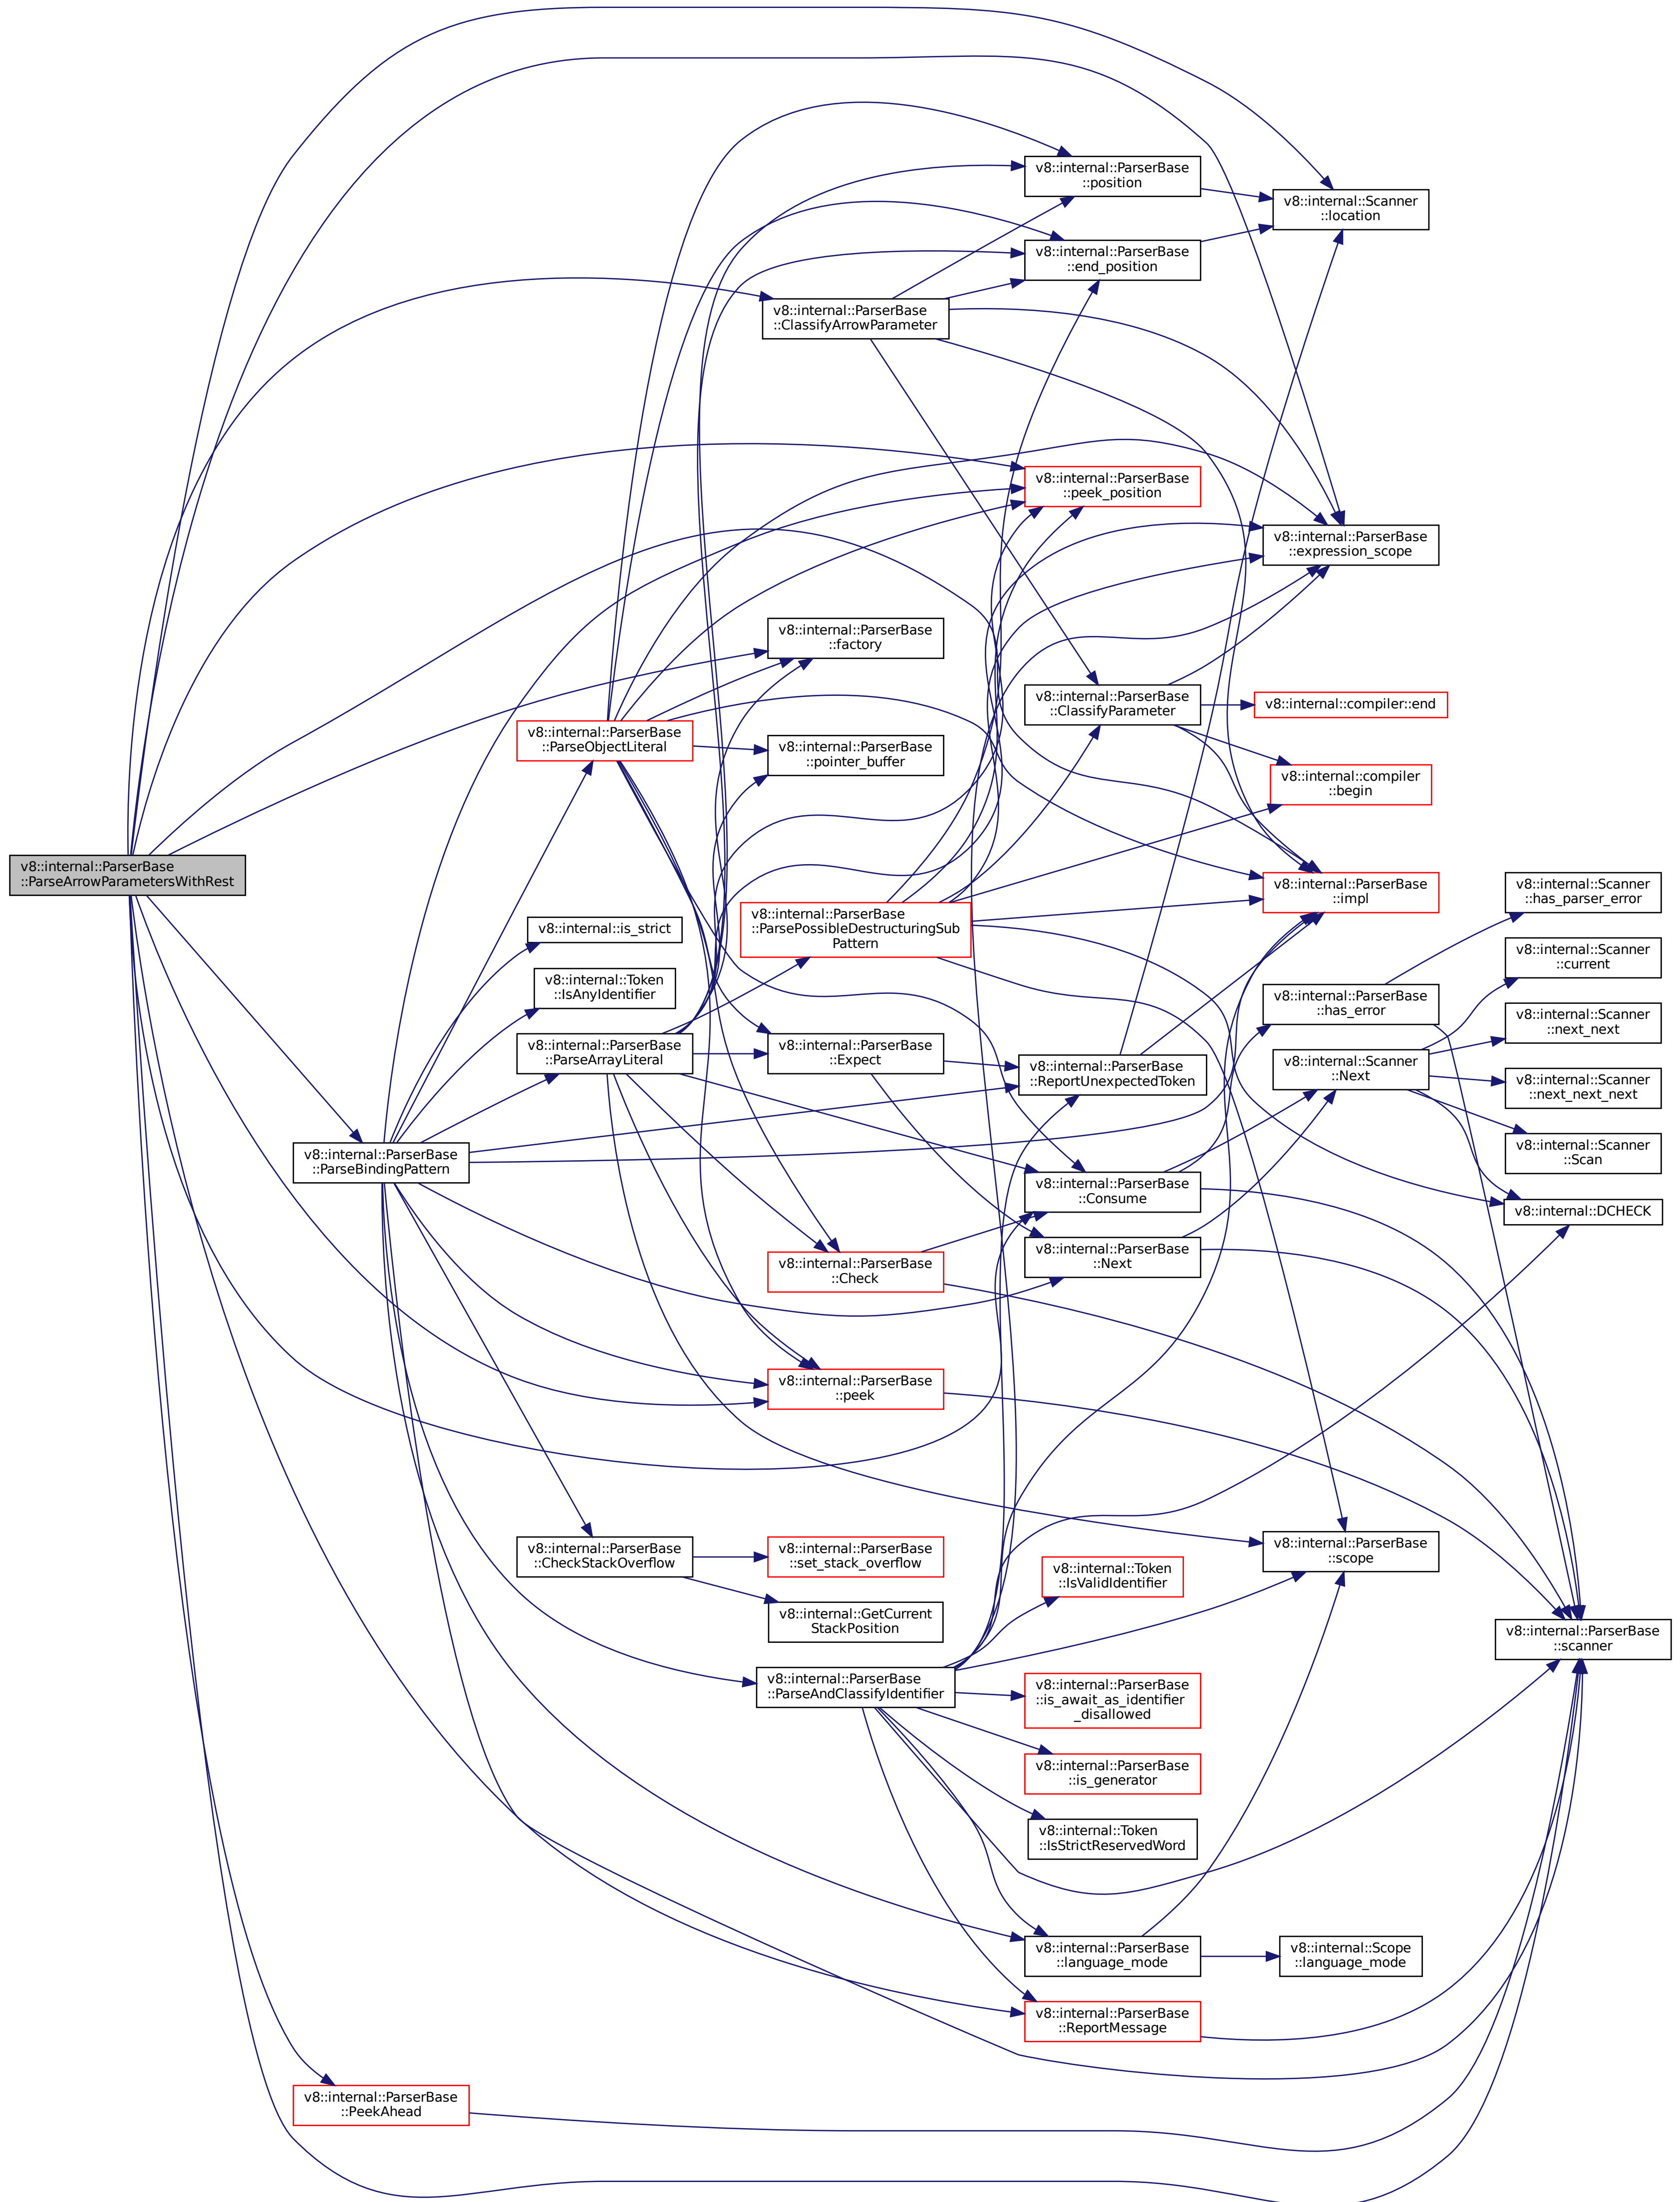 v8::internal::ParserBase
::position
v8::internal::Scanner
::location
v8::internal::ParserBase
::end_position
v8::internal::ParserBase
::ClassifyArrowParameter
v8::internal::ParserBase
::peek_position
v8::internal::ParserBase
::expression_scope
v8::internal::ParserBase
::factory
v8::internal::ParserBase
::ParseObjectLiteral
v8::internal::ParserBase
::pointer_buffer
v8::internal::ParserBase
::ClassifyParameter
v8::internal::compiler::end
v8::internal::compiler
::begin
v8::internal::ParserBase
::ParseArrowParametersWithRest
v8::internal::ParserBase
::impl
v8::internal::Scanner
::has_parser_error
v8::internal::is_strict
v8::internal::ParserBase
::ParsePossibleDestructuringSub
Pattern
v8::internal::Scanner
::current
v8::internal::Token
::IsAnyIdentifier
v8::internal::ParserBase
::has_error
v8::internal::Scanner
::next_next
v8::internal::ParserBase
::ParseArrayLiteral
v8::internal::ParserBase
::Expect
v8::internal::ParserBase
::ReportUnexpectedToken
v8::internal::Scanner
::Next
v8::internal::Scanner
::next_next_next
v8::internal::ParserBase
::ParseBindingPattern
v8::internal::Scanner
::Scan
v8::internal::ParserBase
::Consume
v8::internal::DCHECK
v8::internal::ParserBase
::Next
v8::internal::ParserBase
::Check
v8::internal::ParserBase
::peek
v8::internal::ParserBase
::CheckStackOverflow
v8::internal::ParserBase
::set_stack_overflow
v8::internal::ParserBase
::scope
v8::internal::Token
::IsValidIdentifier
v8::internal::GetCurrent
StackPosition
v8::internal::ParserBase
::scanner
v8::internal::ParserBase
::ParseAndClassifyIdentifier
v8::internal::ParserBase
::is_await_as_identifier
_disallowed
v8::internal::ParserBase
::is_generator
v8::internal::Token
::IsStrictReservedWord
v8::internal::ParserBase
::language_mode
v8::internal::Scope
::language_mode
v8::internal::ParserBase
::ReportMessage
v8::internal::ParserBase
::PeekAhead